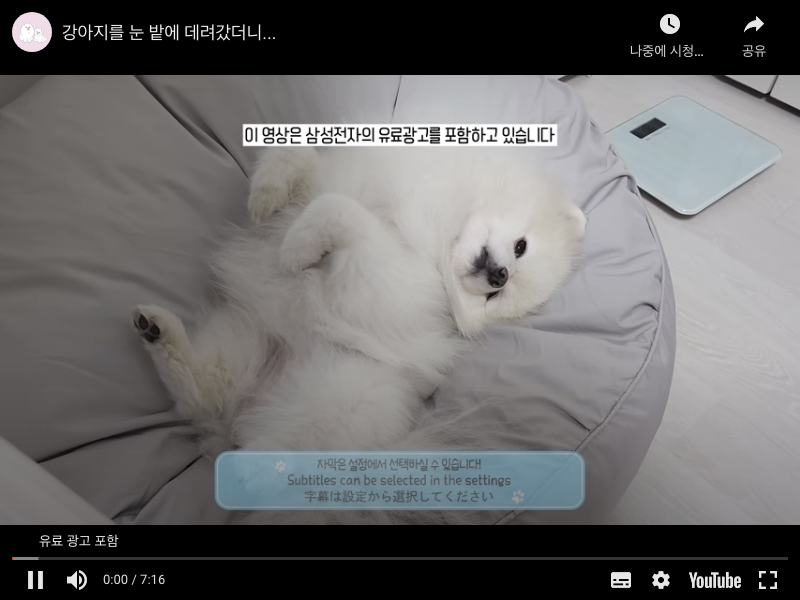 강아지를 눈 밭에 데려갔더니...
나중에 시청...
공유
이 영상은 삼성전자의 유료광고를 포함하고 있습니다
자막은 설정에서 선택하실 수 있습니다!
Subtitles can be selected in the settings
字幕は設定から選択してください
유료 광고 포함
0:00 / 7:16
YouTube